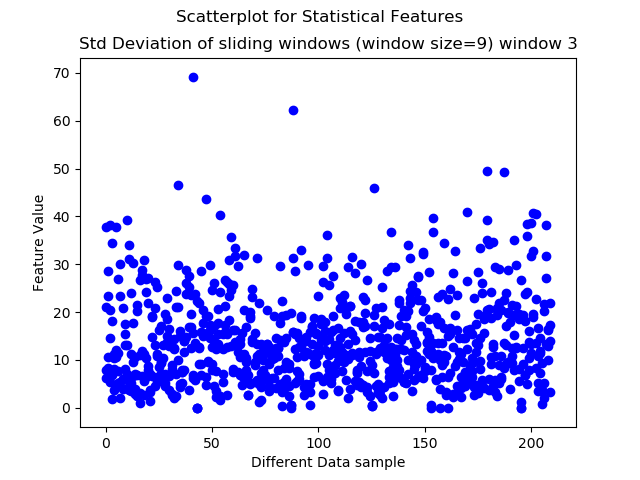 Scatterplot for Statistical Features
Std Deviation of sliding windows (window size=9) window 3
70
60
50
40
30
20
10
0
Feature Value
0 50 100 150 200
Different Data sample